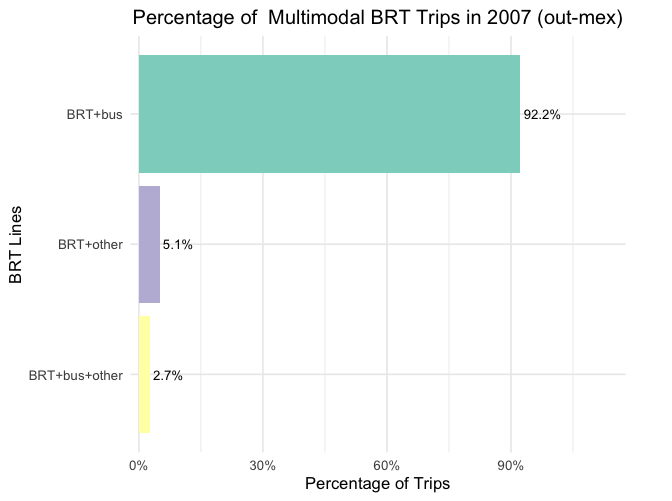 Percentage of  Multimodal BRT Trips in 2007 (out-mex)
BRT Lines
BRT+bus
92.2%
BRT+other
5.1%
BRT+bus+other
2.7%
0%
30%
60%
90%
Percentage of Trips